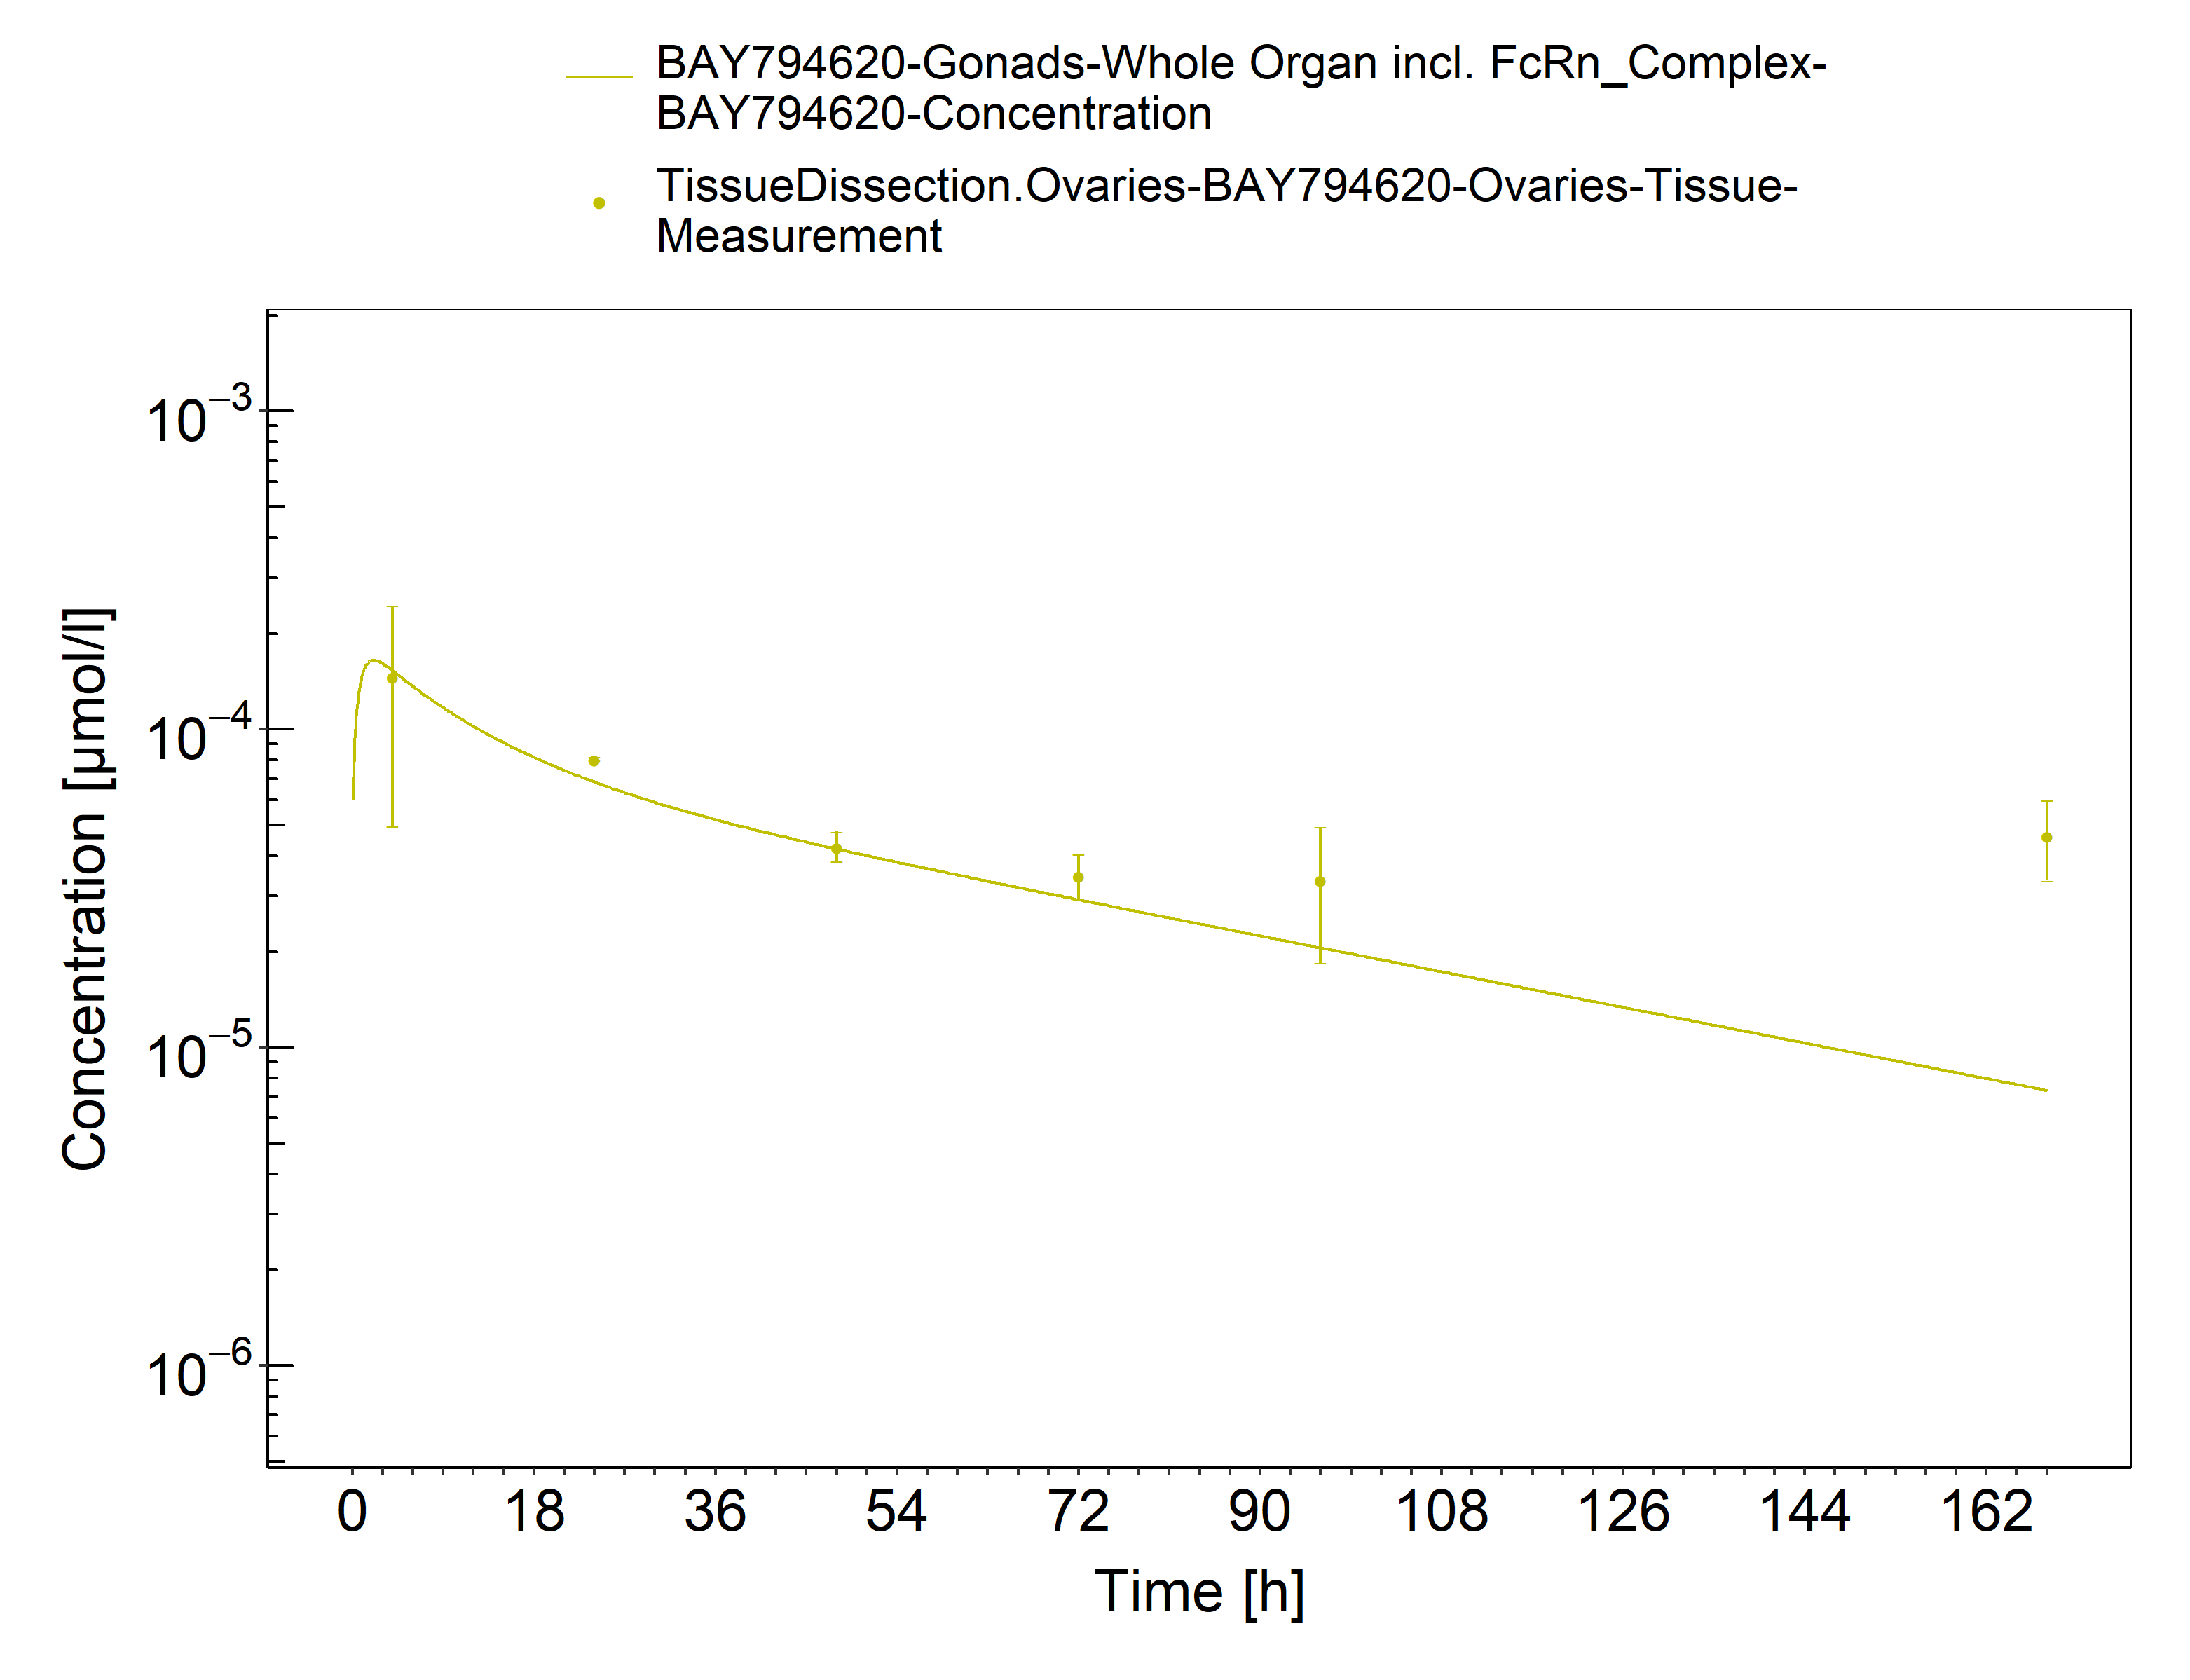 BAY794620-Gonads-Whole Organ incl. FcRn_Complex-
BAY794620-Concentration
TissueDissection.Ovaries-BAY794620-Ovaries-Tissue-
Measurement
Concentration [µmol/l]
10⁻³
10⁻⁴
10⁻⁵
10⁻⁶
0 18 36 54 72 90 108 126 144 162
Time [h]